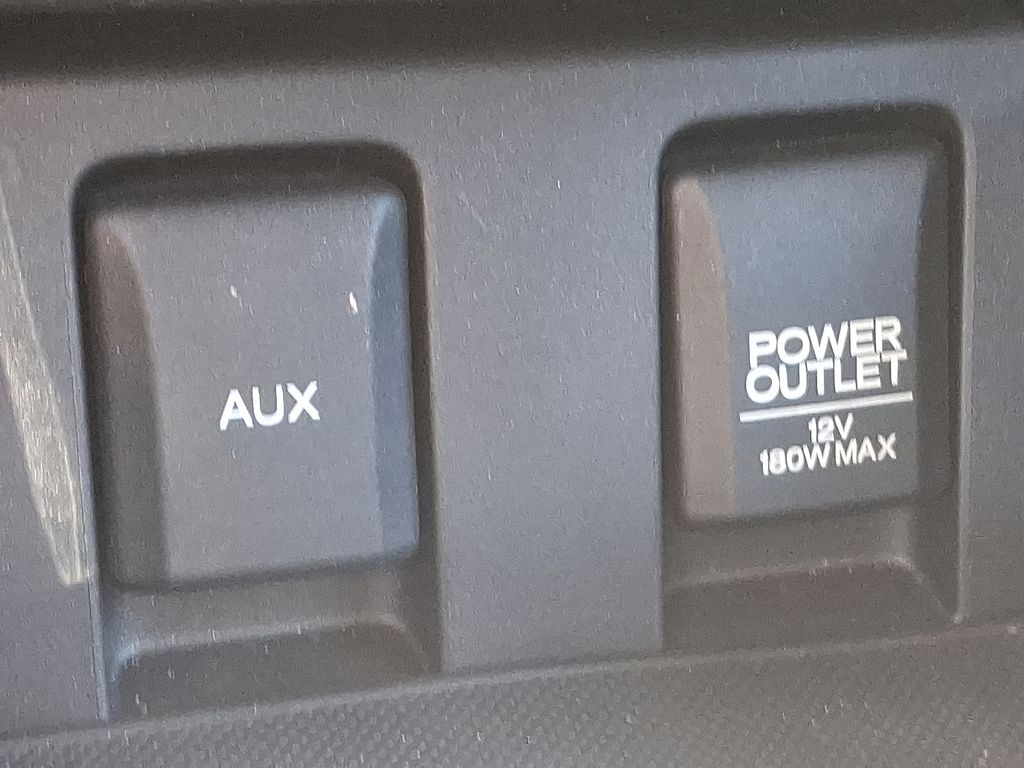 AUX
POWER
OUTLET
12V
180W MAX